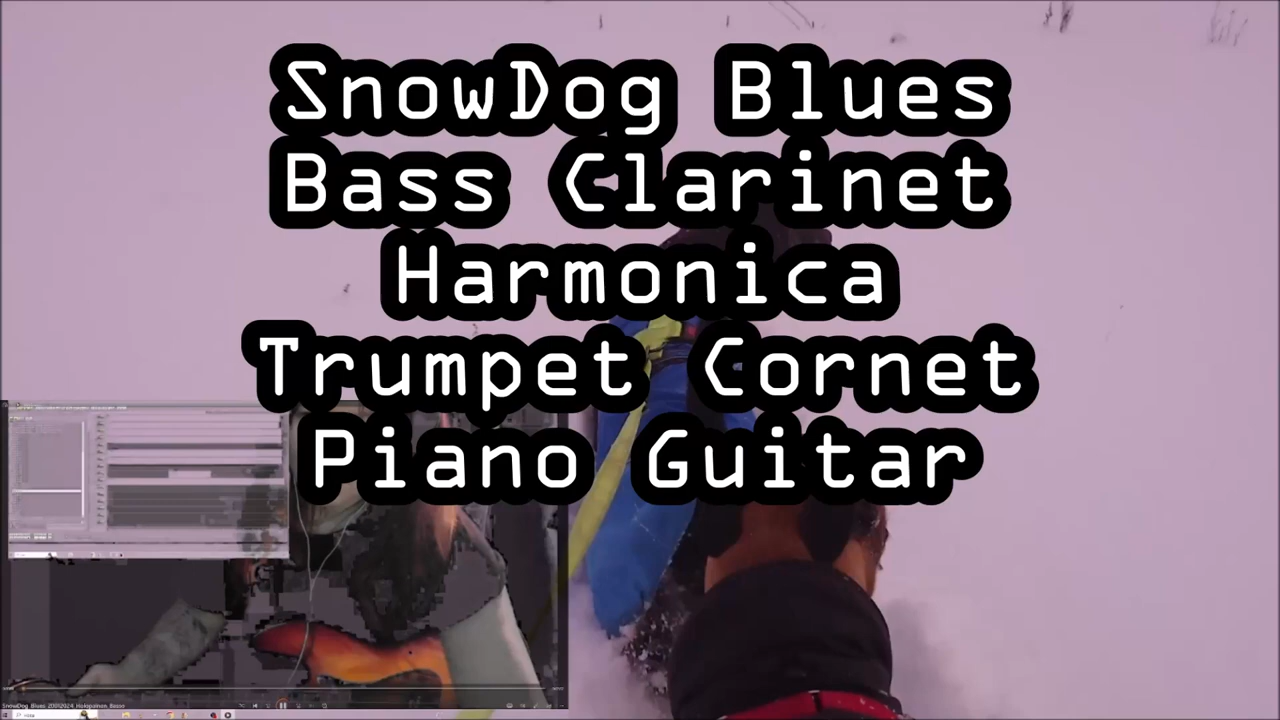 SnowDog Blues
Bass Clarinet
Harmonica
Trumpet Cornet
Piano Guitar